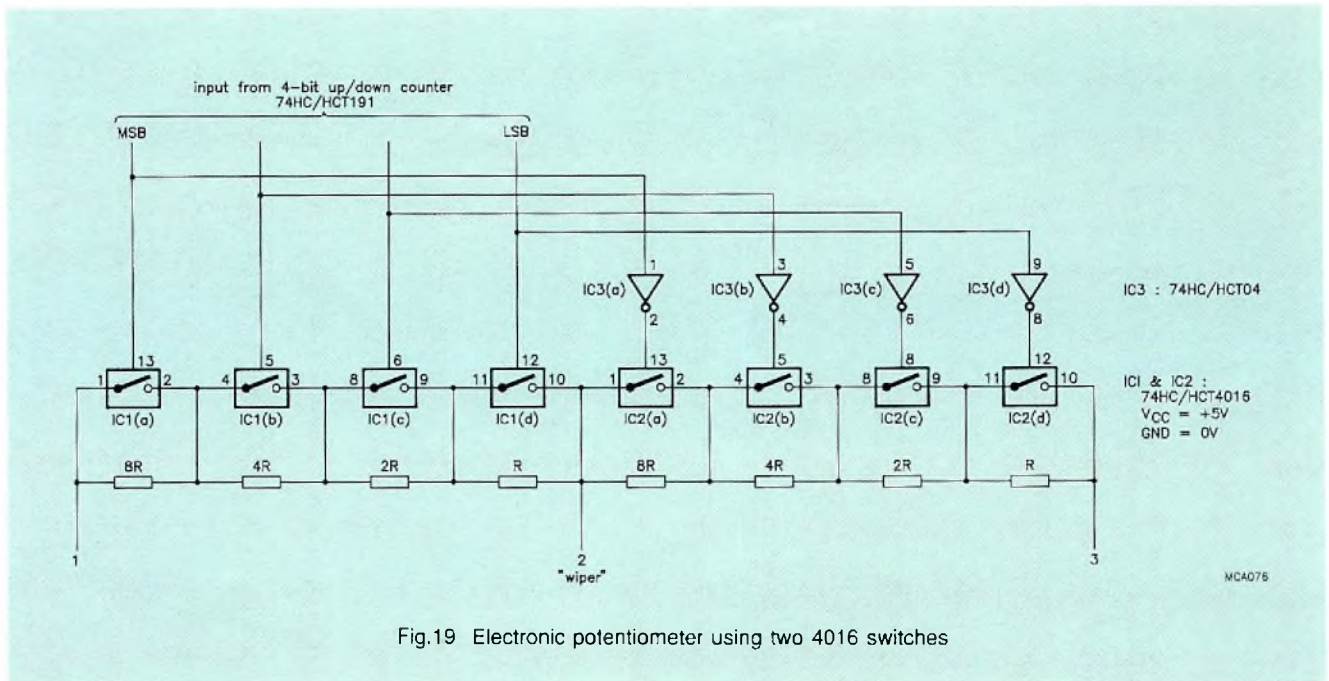 input from 4-bit up/down counter
74HC/HCT191
MSB
LSB
1
3
5
9
IC3(a)
IC3(b)
IC3(c)
IC3(d)
IC3 : 74HC/HCT04
2
4
6
8
13
5
6
12
13
5
8
12
1
2
4
3
8
9
11
10
1
2
4
3
8
9
11
10
IC1 & IC2 :
74HC/HCT4016
VCC = +5V
GND = 0V
IC1(a)
IC1(b)
IC1(c)
IC1(d)
IC2(a)
IC2(b)
IC2(c)
IC2(d)
8R
4R
2R
R
8R
4R
2R
R
1
2
3
"wiper"
MCA076
Fig.19 Electronic potentiometer using two 4016 switches